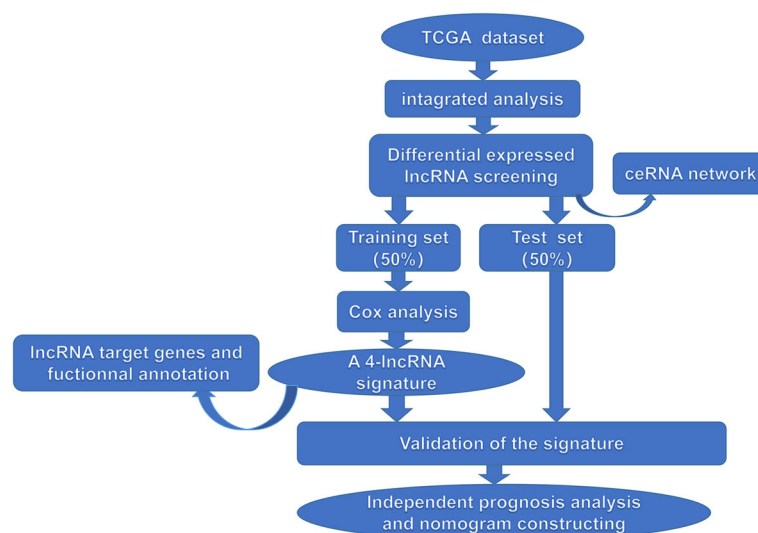 TCGA dataset
intagrated analysis
Differential expressed
lncRNA screening
ceRNA network
Training set
(50%)
Test set
(50%)
Cox analysis
lncRNA target genes and
fuctionnal annotation
A 4-lncRNA
signature
Validation of the signature
Independent prognosis analysis
and nomogram constructing